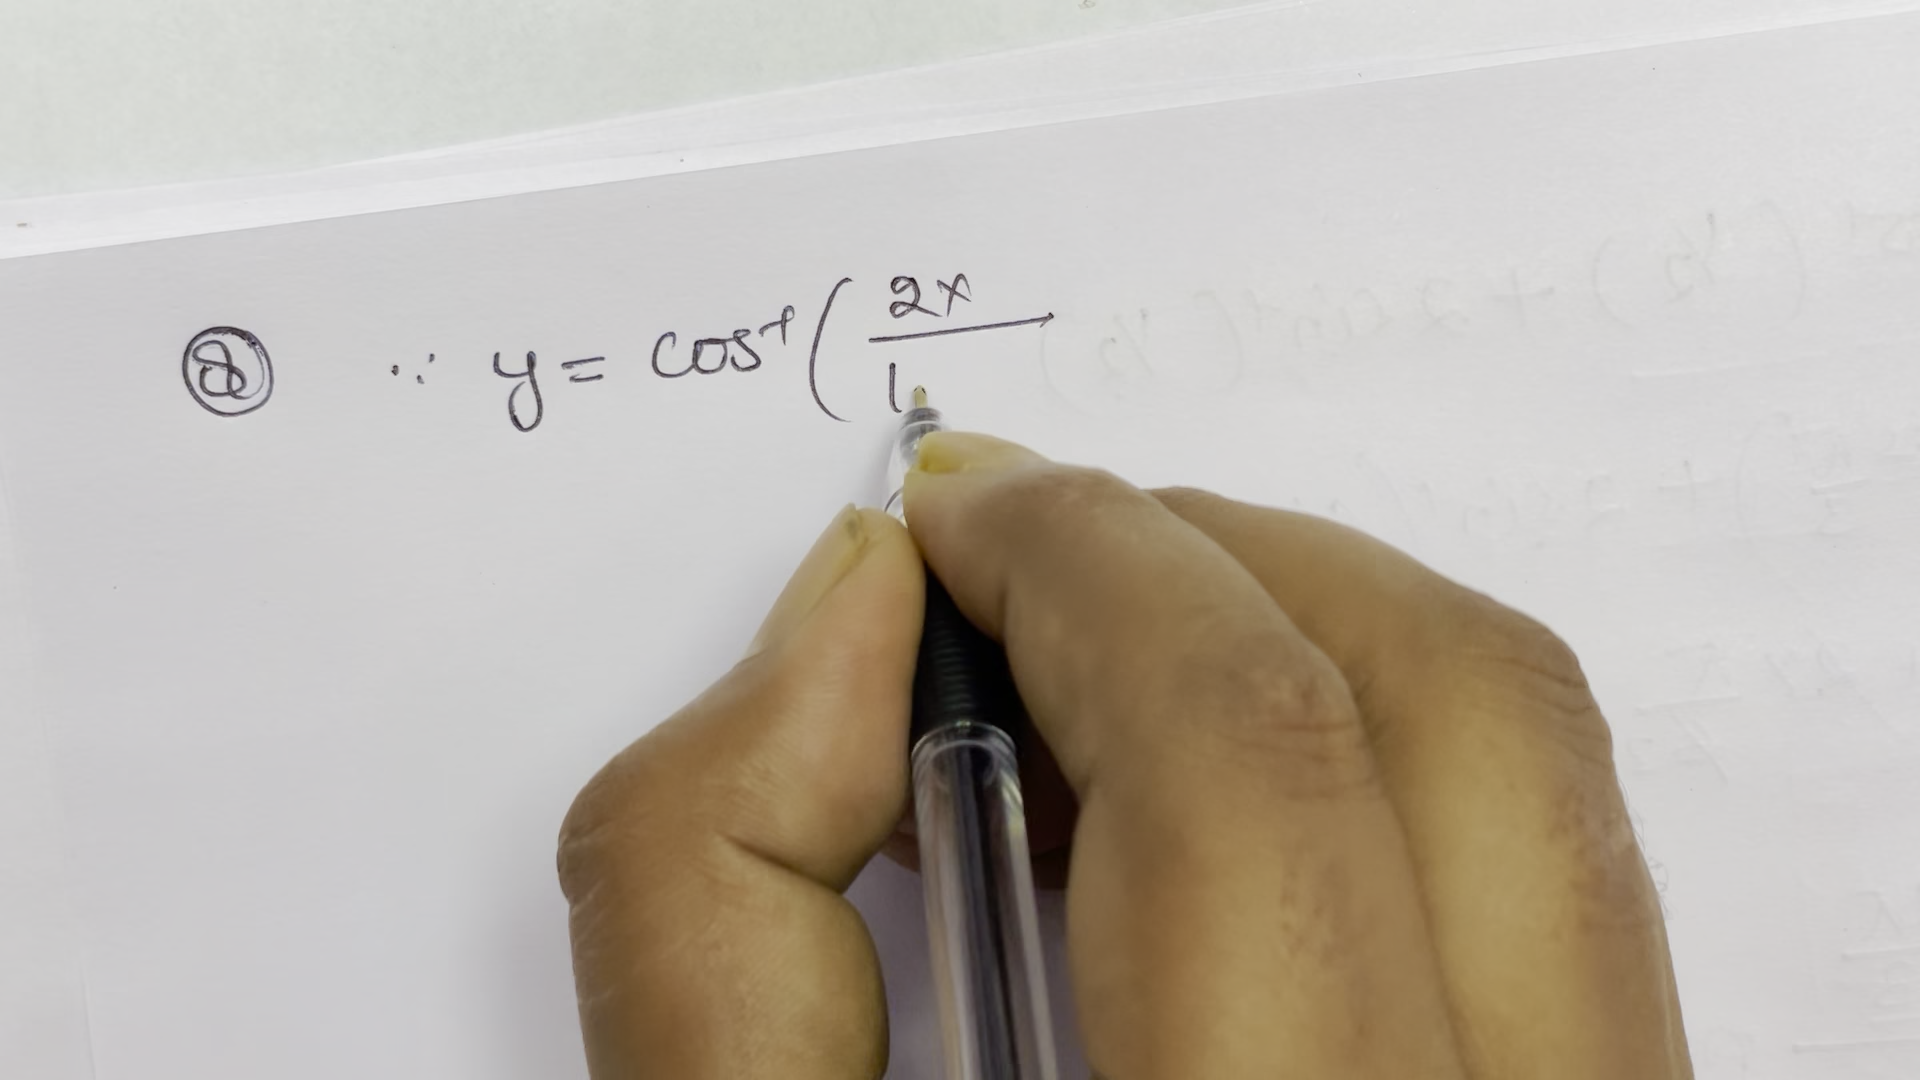 ⑧ ∵ y = cos⁻¹ ( 2x / 1